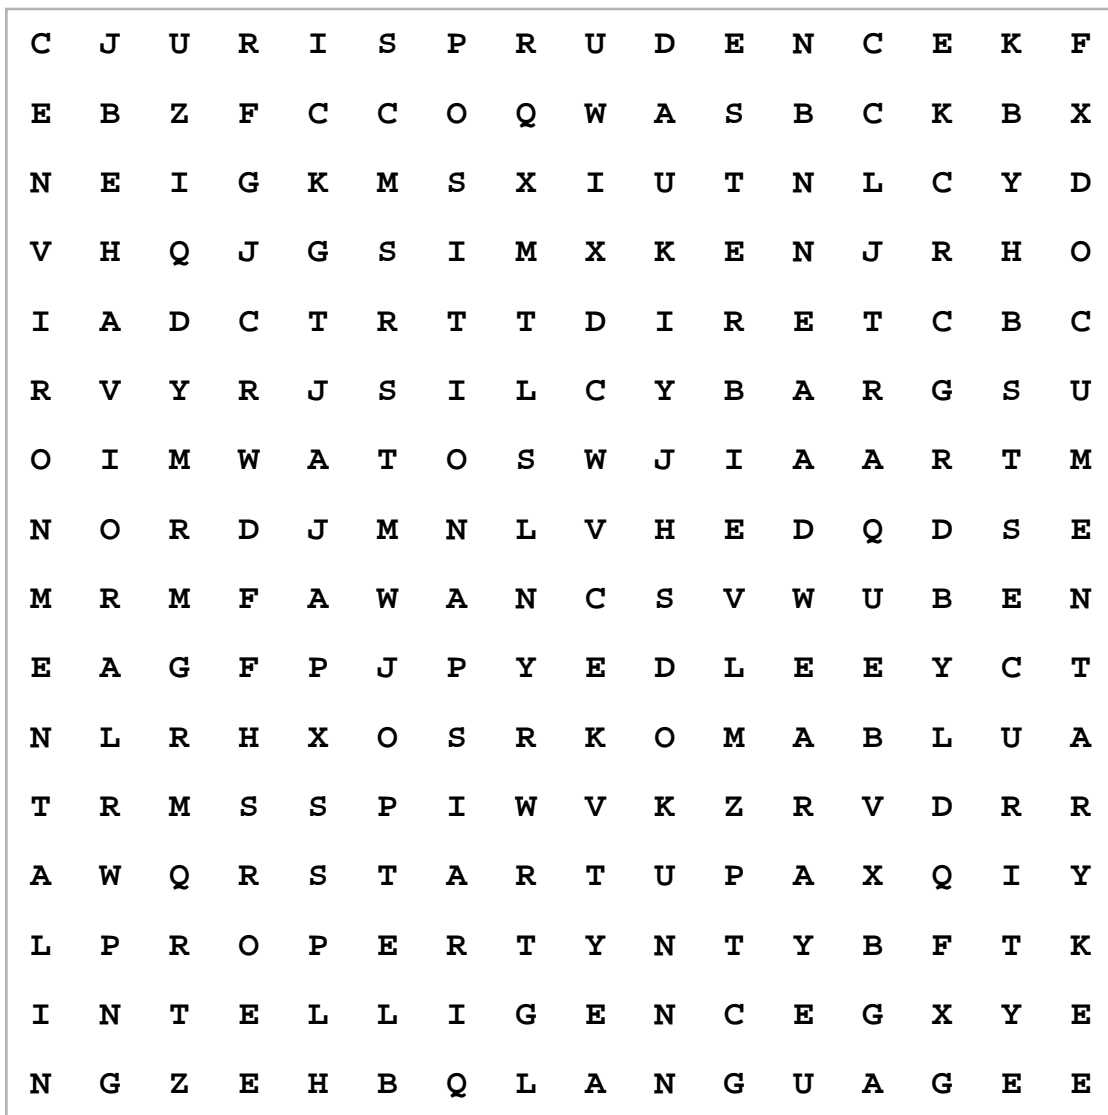 C J U R I S P R U D E N C E K F
E B Z F C C O Q W A S B C K B X
N E I G K M S X I U T N L C Y D
V H Q J G S I M X K E N J R H O
I A D C T R T T D I R E T C B C
R V Y R J S I L C Y B A R G S U
O I M W A T O S W J I A A R T M
N O R D J M N L V H E D Q D S E
M R M F A W A N C S V W U B E N
E A G F P J P Y E D L E E Y C T
N L R H X O S R K O M A B L U A
T R M S S P I W V K Z R V D R R
A W Q R S T A R T U P A X Q I Y
L P R O P E R T Y N T Y B F T K
I N T E L L I G E N C E G X Y E
N G Z E H B Q L A N G U A G E E